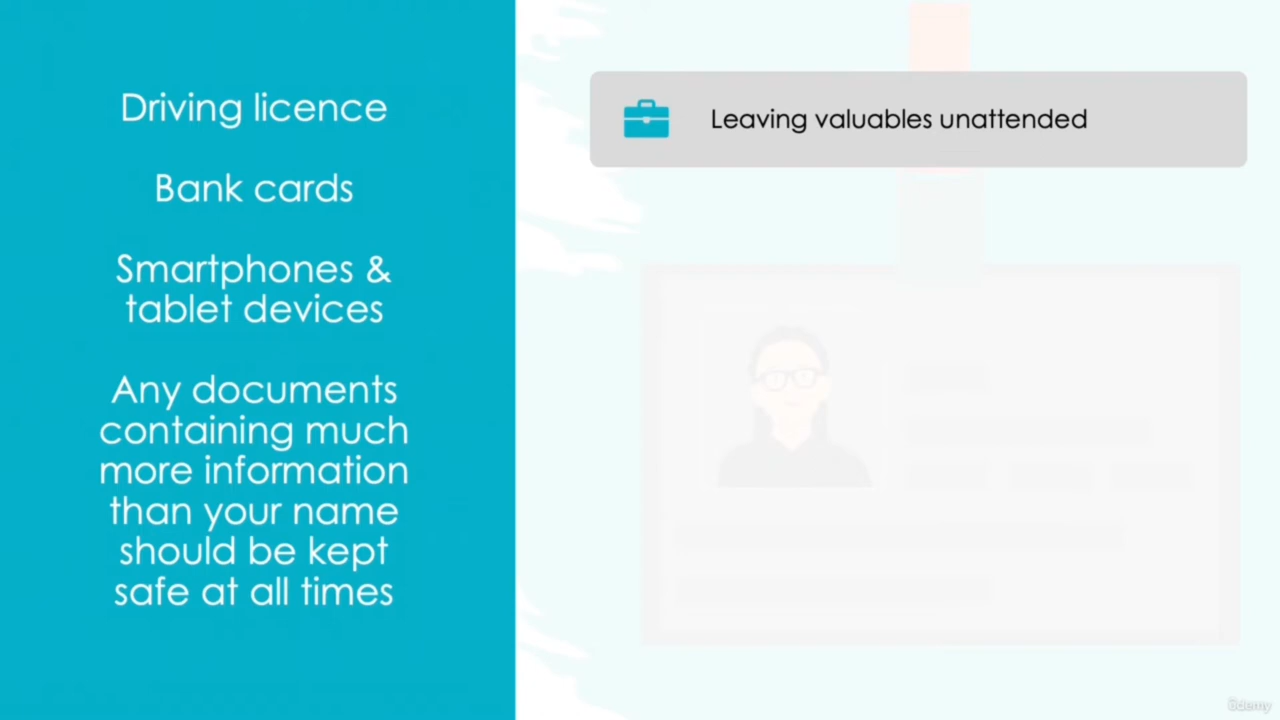 Driving licence
Bank cards
Smartphones &
tablet devices
Any documents
containing much
more information
than your name
should be kept
safe at all times
Leaving valuables unattended
ûdemy